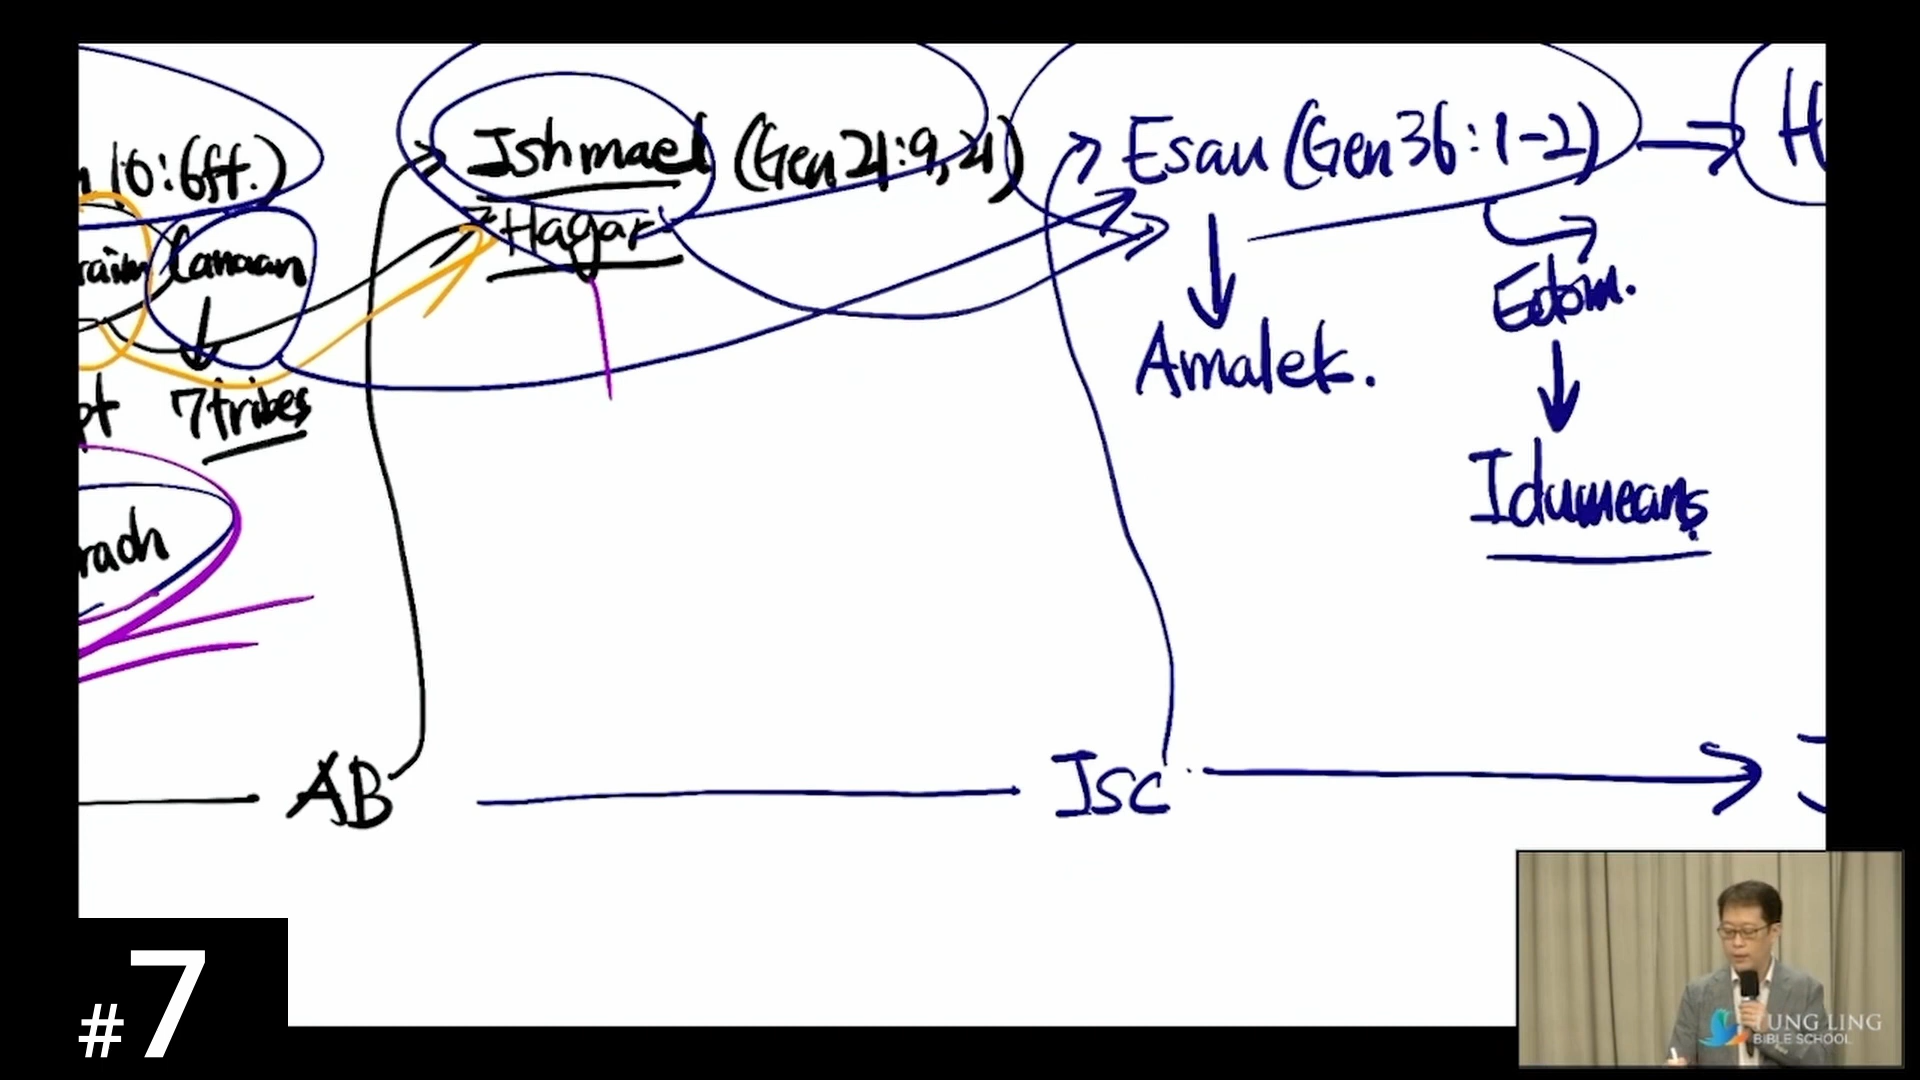 10:6ff.)
Ishmael (Gen 21:9, 21)
Hagar
Esau (Gen 36:1-2)
H
Canaan
7 tribes
Amalek.
Edom.
Idumeans
AB
Isc
#7
TUNG LING
BIBLE SCHOOL